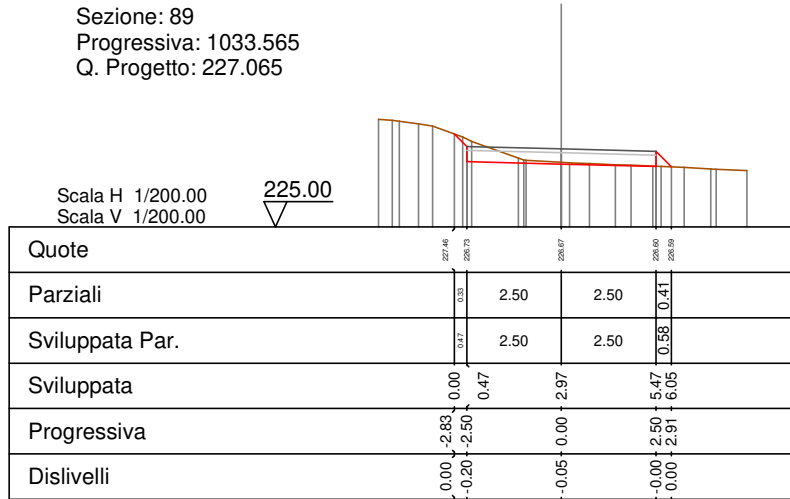 Sezione: 89
Progressiva: 1033.565
Q. Progetto: 227.065
Scala H 1/200.00
Scala V 1/200.00
225.00
Quote 227.46 226.73 226.67 226.60 226.59
Parziali 0.33 2.50 2.50 0.41
Sviluppata Par. 0.47 2.50 2.50 0.58
Sviluppata 0.00 0.47 2.97 5.47 6.05
Progressiva -2.83 -2.50 0.00 2.50 2.91
Dislivelli 0.00 -0.20 -0.05 -0.00 0.00